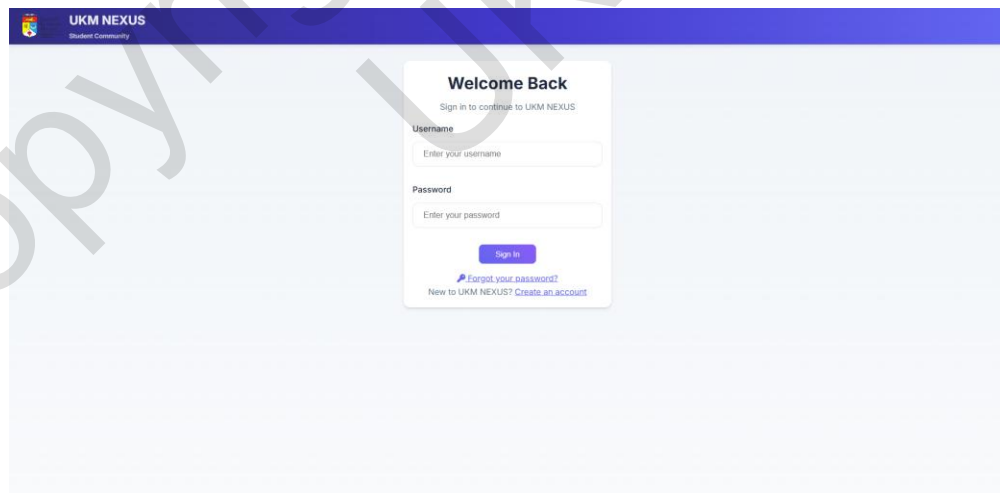 UKM NEXUS
Student Community
Welcome Back
Sign in to continue to UKM NEXUS
Username
Enter your username
Password
Enter your password
Sign In
Forgot your password?
New to UKM NEXUS? Create an account